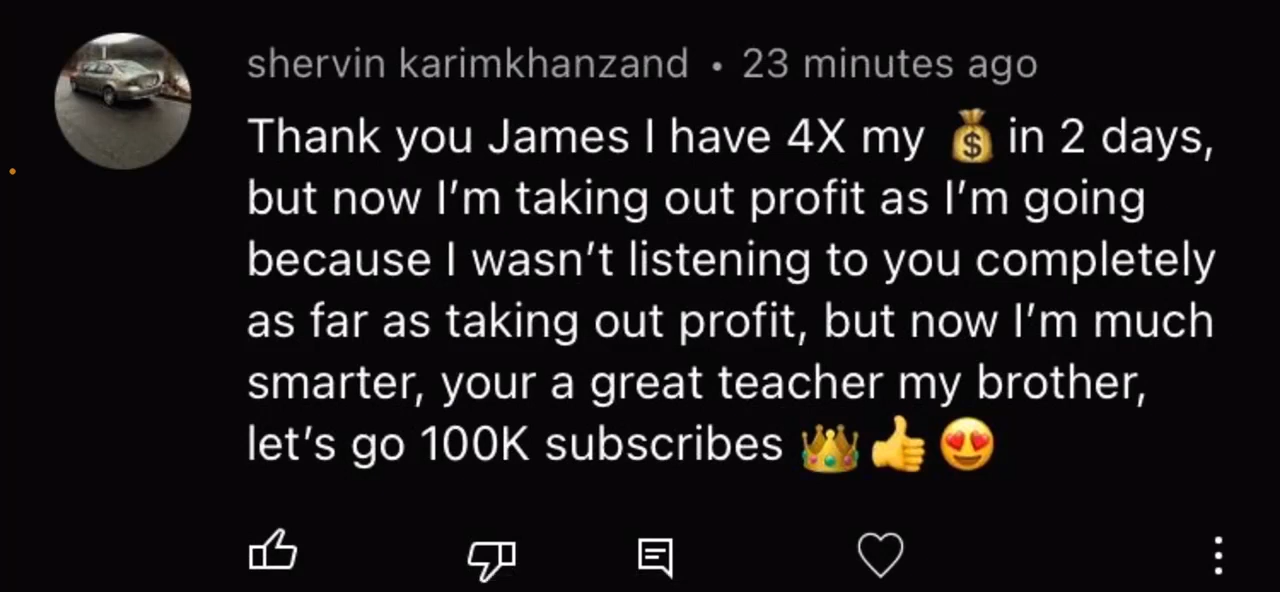 shervin karimkhanzand • 23 minutes ago
Thank you James I have 4X my 💰 in 2 days,
but now I'm taking out profit as I'm going
because I wasn't listening to you completely
as far as taking out profit, but now I'm much
smarter, your a great teacher my brother,
let's go 100K subscribes 👑👍😍